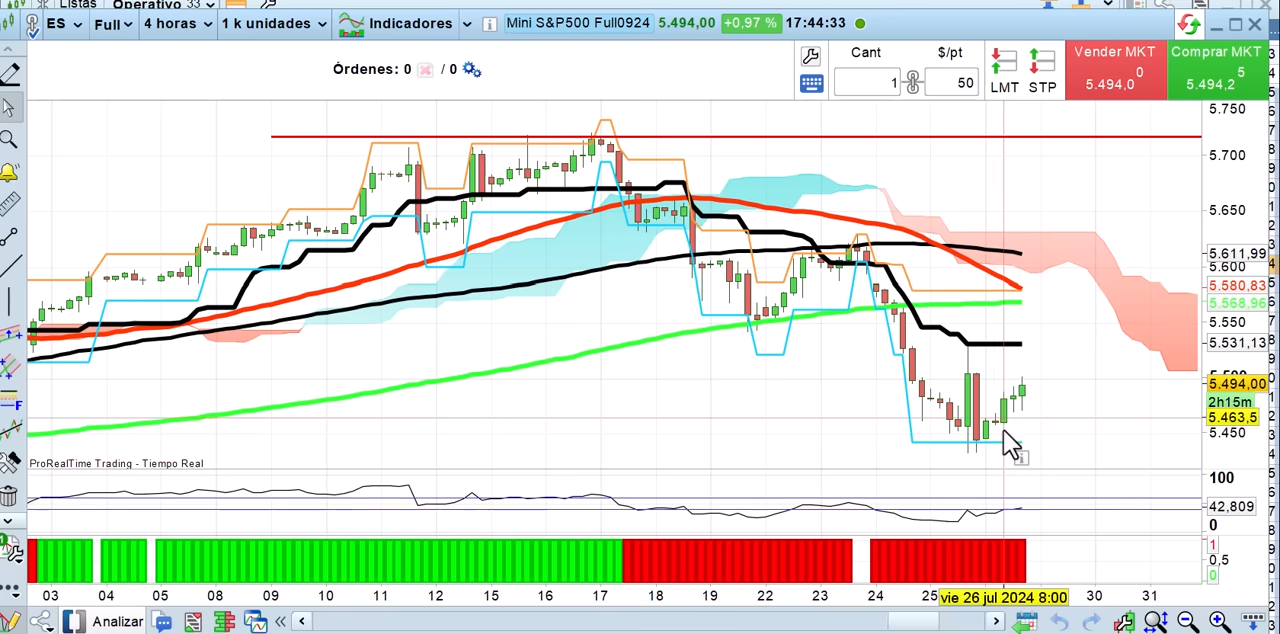 Listas Operativo 33
ES Full 4 horas 1 k unidades Indicadores Mini S&P500 Full0924 5.494,00 +0,97 % 17:44:33
Órdenes: 0 / 0
Cant $/pt
1 50
LMT STP
Vender MKT Comprar MKT
5.494,0 0 5.494,2 5
5.750
5.700
5.650
5.611,99
5.600
5.580,83
5.568,96
5.550
5.531,13
5.494,00
2h15m
5.463,5
5.450
ProRealTime Trading - Tiempo Real
100
42,809
0
1
0,5
0
03 04 05 08 09 10 11 12 15 16 17 18 19 22 23 24 25 vie 26 jul 2024 8:00 30 31
Analizar